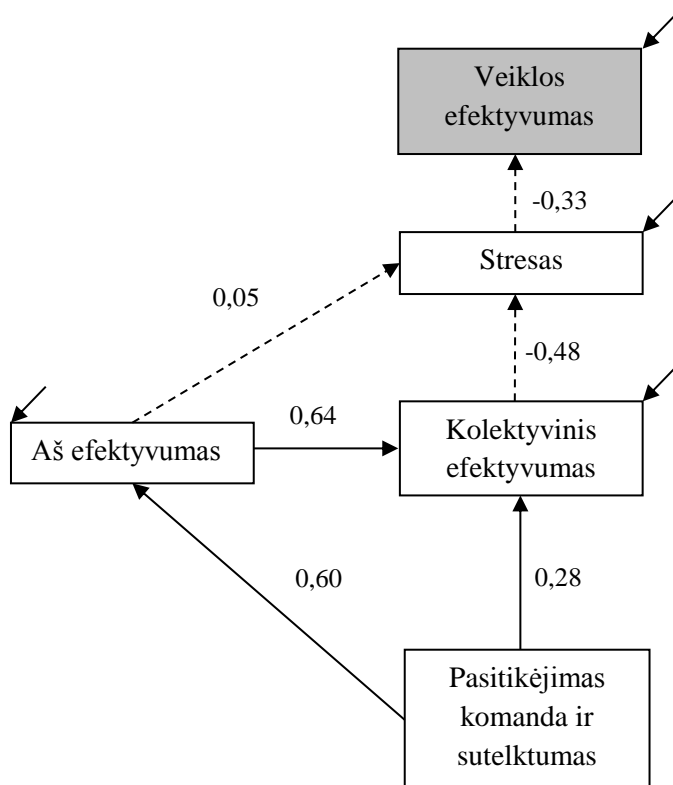 Veiklos
efektyvumas
-0,33
Stresas
0,05
-0,48
Aš efektyvumas
0,64
Kolektyvinis
efektyvumas
0,60
0,28
Pasitikėjimas
komanda ir
sutelktumas